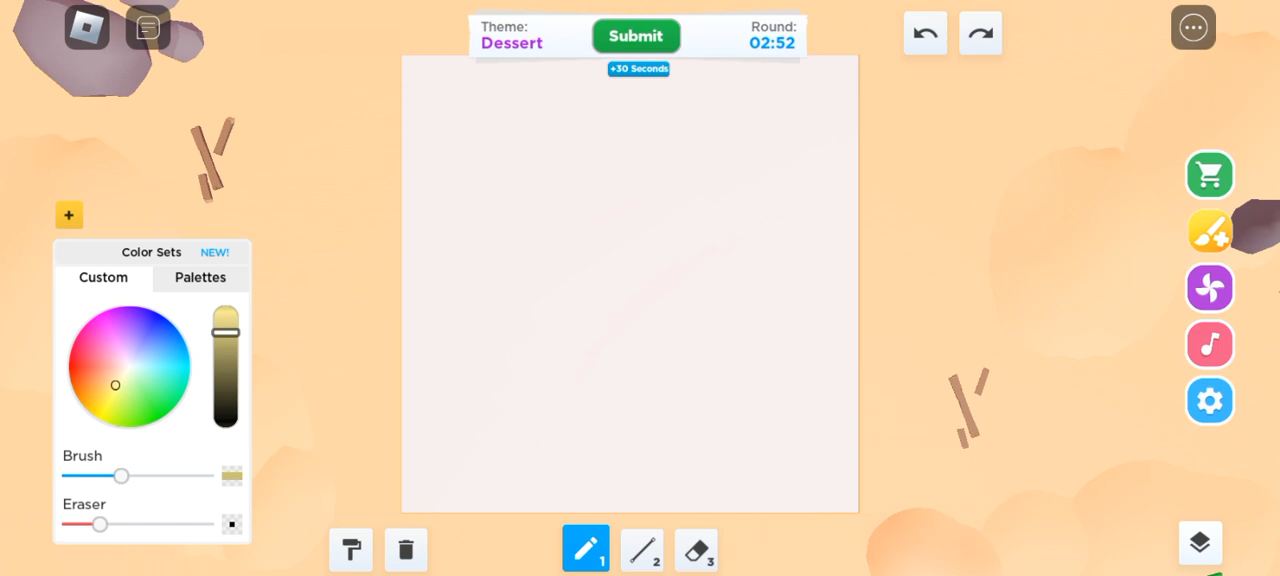 Theme:
Dessert
Submit
Round:
02:52
+30 Seconds
+
Color Sets NEW!
Custom Palettes
Brush
Eraser
1
2
3